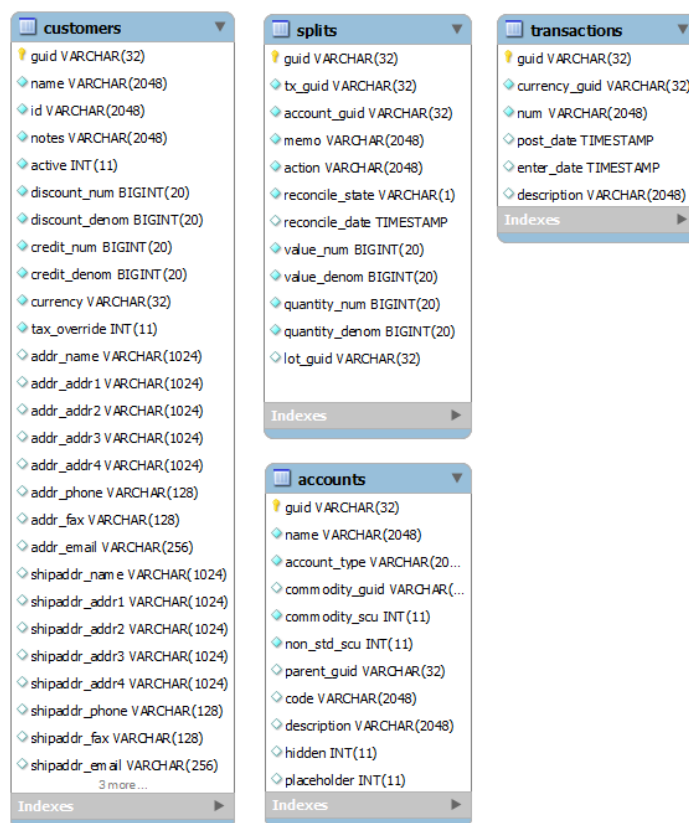 customers
guid VARCHAR(32)
name VARCHAR(2048)
id VARCHAR(2048)
notes VARCHAR(2048)
active INT(11)
discount_num BIGINT(20)
discount_denom BIGINT(20)
credit_num BIGINT(20)
credit_denom BIGINT(20)
currency VARCHAR(32)
tax_override INT(11)
addr_name VARCHAR(1024)
addr_addr1 VARCHAR(1024)
addr_addr2 VARCHAR(1024)
addr_addr3 VARCHAR(1024)
addr_addr4 VARCHAR(1024)
addr_phone VARCHAR(128)
addr_fax VARCHAR(128)
addr_email VARCHAR(256)
shipaddr_name VARCHAR(1024)
shipaddr_addr1 VARCHAR(1024)
shipaddr_addr2 VARCHAR(1024)
shipaddr_addr3 VARCHAR(1024)
shipaddr_addr4 VARCHAR(1024)
shipaddr_phone VARCHAR(128)
shipaddr_fax VARCHAR(128)
shipaddr_email VARCHAR(256)
3 more...
Indexes
splits
guid VARCHAR(32)
tx_guid VARCHAR(32)
account_guid VARCHAR(32)
memo VARCHAR(2048)
action VARCHAR(2048)
reconcile_state VARCHAR(1)
reconcile_date TIMESTAMP
value_num BIGINT(20)
value_denom BIGINT(20)
quantity_num BIGINT(20)
quantity_denom BIGINT(20)
lot_guid VARCHAR(32)
Indexes
accounts
guid VARCHAR(32)
name VARCHAR(2048)
account_type VARCHAR(20...
commodity_guid VARCHAR(...
commodity_scu INT(11)
non_std_scu INT(11)
parent_guid VARCHAR(32)
code VARCHAR(2048)
description VARCHAR(2048)
hidden INT(11)
placeholder INT(11)
Indexes
transactions
guid VARCHAR(32)
currency_guid VARCHAR(32)
num VARCHAR(2048)
post_date TIMESTAMP
enter_date TIMESTAMP
description VARCHAR(2048)
Indexes